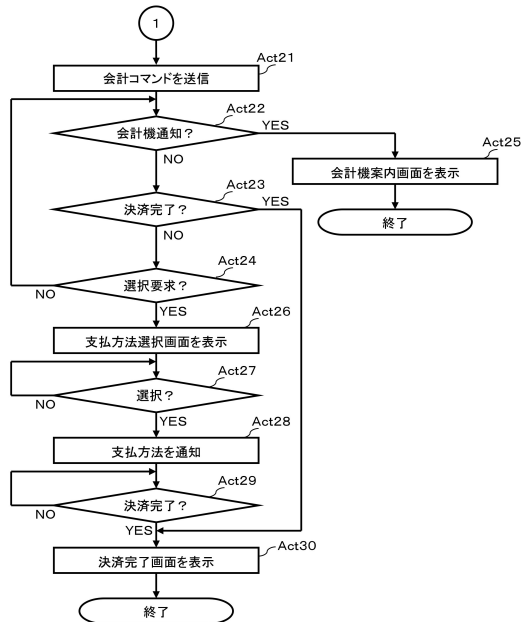 1
Act21
会計コマンドを送信
Act22
会計機通知？
YES
NO
Act25
会計機案内画面を表示
終了
Act23
決済完了？
YES
NO
Act24
選択要求？
NO
YES
Act26
支払方法選択画面を表示
Act27
選択？
NO
YES
Act28
支払方法を通知
Act29
決済完了？
NO
YES
Act30
決済完了画面を表示
終了